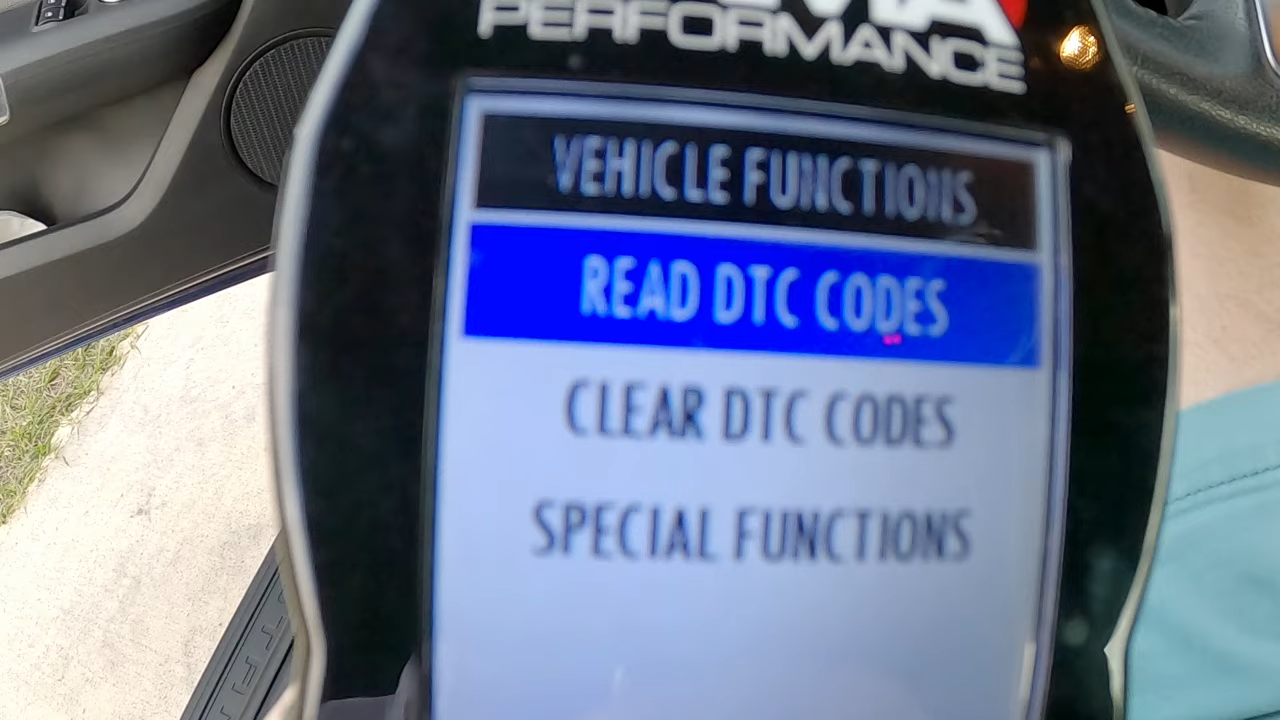 PERFORMANCE
VEHICLE FUNCTIONS
READ DTC CODES
CLEAR DTC CODES
SPECIAL FUNCTIONS